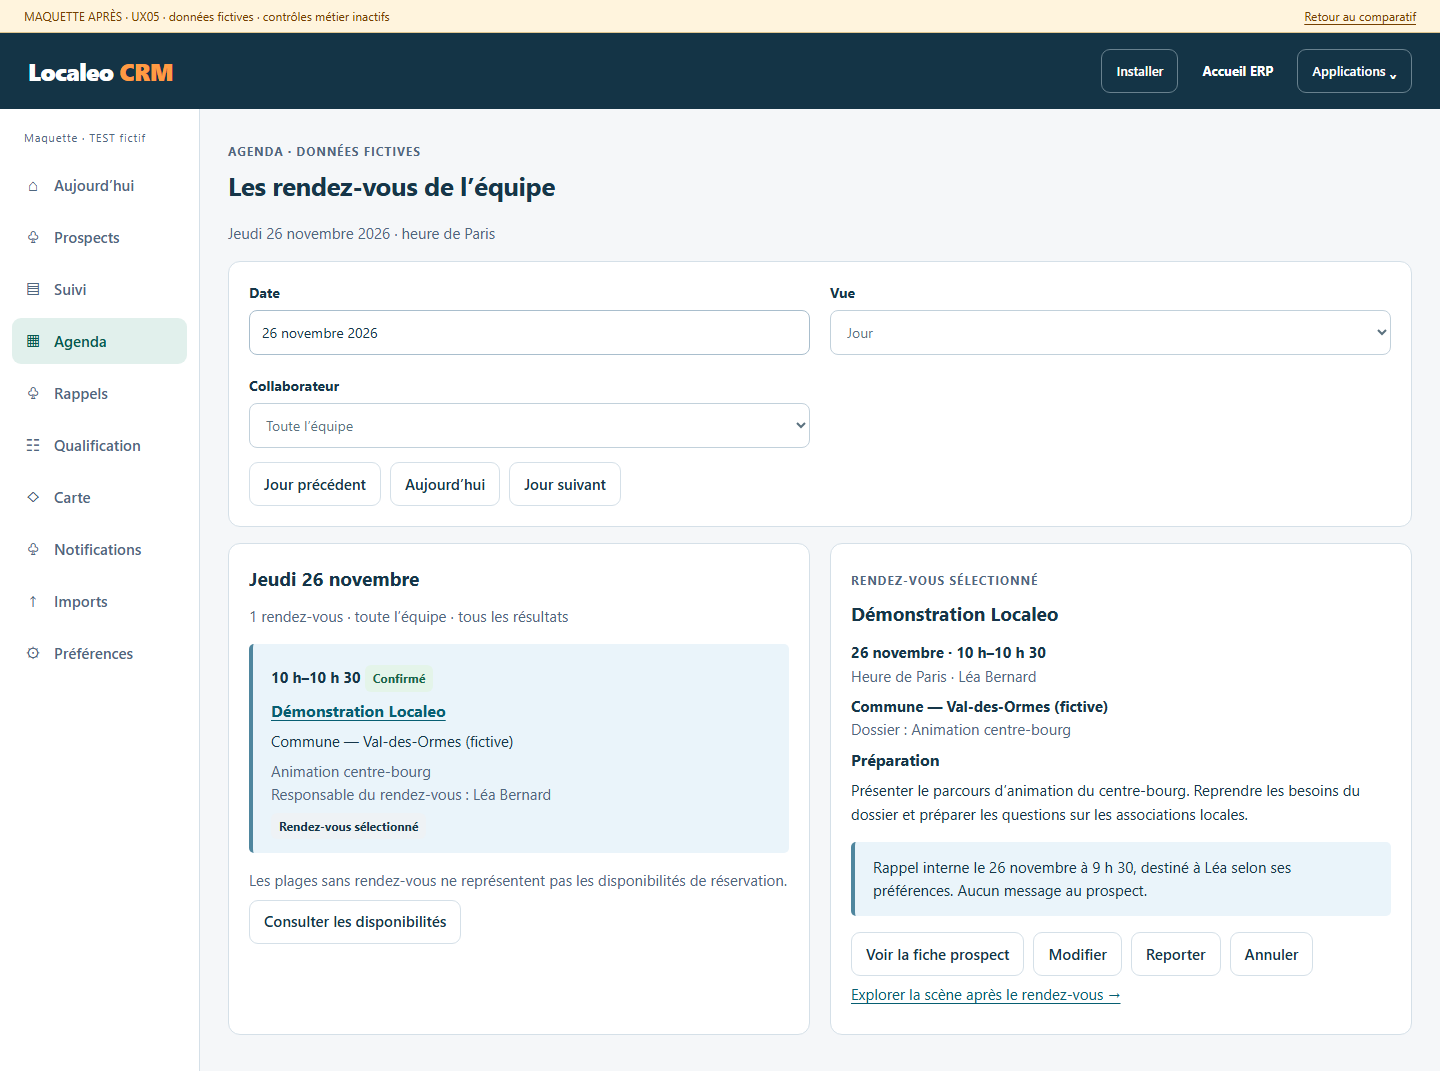 MAQUETTE APRÈS · UX05 · données fictives · contrôles métier inactifs
Retour au comparatif
Localeo CRM
Installer
Accueil ERP
Applications
Maquette · TEST fictif
Aujourd’hui
Prospects
Suivi
Agenda
Rappels
Qualification
Carte
Notifications
Imports
Préférences
AGENDA · DONNÉES FICTIVES
Les rendez-vous de l’équipe
Jeudi 26 novembre 2026 · heure de Paris
Date
26 novembre 2026
Vue
Jour
Collaborateur
Toute l’équipe
Jour précédent
Aujourd’hui
Jour suivant
Jeudi 26 novembre
1 rendez-vous · toute l’équipe · tous les résultats
10 h–10 h 30 Confirmé
Démonstration Localeo
Commune — Val-des-Ormes (fictive)
Animation centre-bourg
Responsable du rendez-vous : Léa Bernard
Rendez-vous sélectionné
Les plages sans rendez-vous ne représentent pas les disponibilités de réservation.
Consulter les disponibilités
RENDEZ-VOUS SÉLECTIONNÉ
Démonstration Localeo
26 novembre · 10 h–10 h 30
Heure de Paris · Léa Bernard
Commune — Val-des-Ormes (fictive)
Dossier : Animation centre-bourg
Préparation
Présenter le parcours d’animation du centre-bourg. Reprendre les besoins du
dossier et préparer les questions sur les associations locales.
Rappel interne le 26 novembre à 9 h 30, destiné à Léa selon ses
préférences. Aucun message au prospect.
Voir la fiche prospect
Modifier
Reporter
Annuler
Explorer la scène après le rendez-vous →